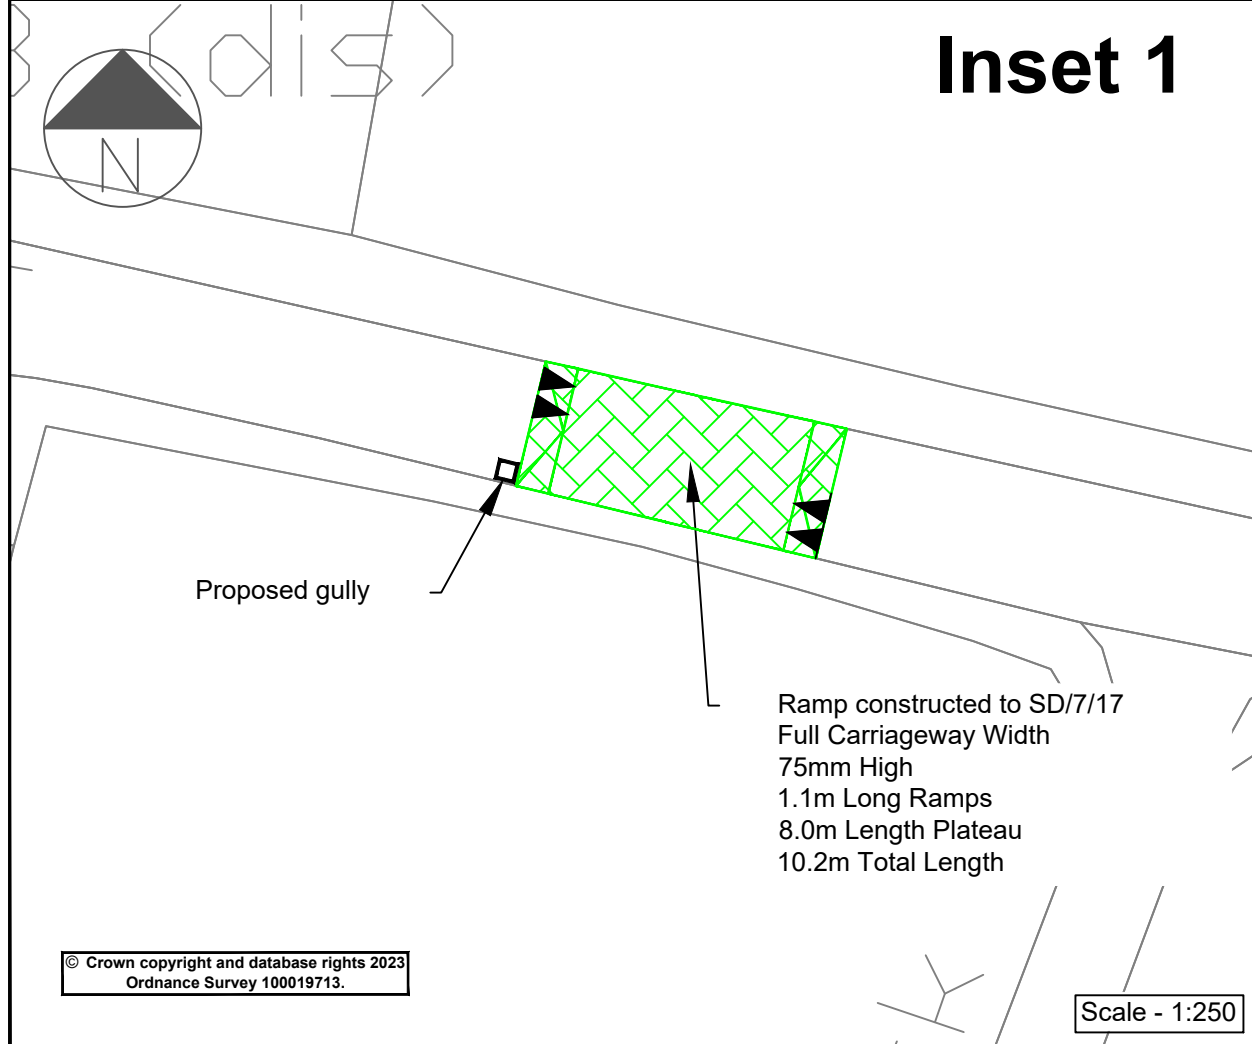 (dis)
Inset 1
N
Proposed gully
Ramp constructed to SD/7/17
Full Carriageway Width
75mm High
1.1m Long Ramps
8.0m Length Plateau
10.2m Total Length
© Crown copyright and database rights 2023
Ordnance Survey 100019713.
Y
Scale - 1:250